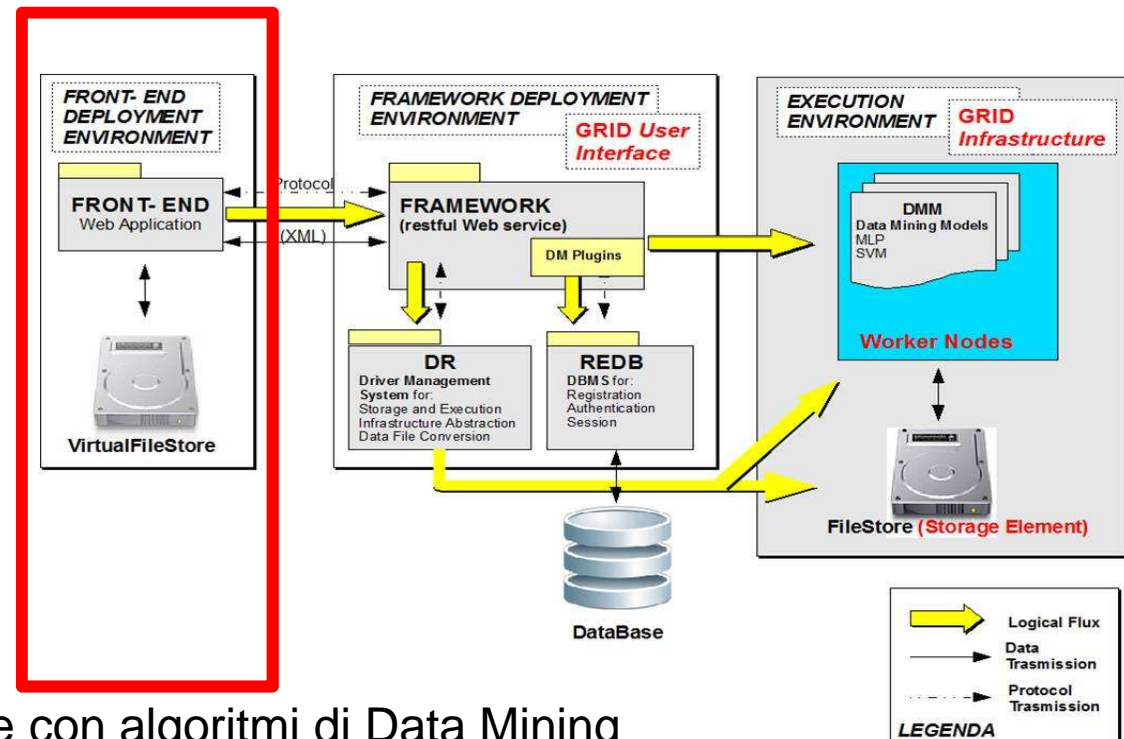 FRONT- END
DEPLOYMENT
ENVIRONMENT
FRONT- END
Web Application
VirtualFileStore
Protocol
(XML)
FRAMEWORK DEPLOYMENT
ENVIRONMENT
GRID User
Interface
FRAMEWORK
(restful Web service)
DM Plugins
DR
Driver Management
System for:
Storage and Execution
Infrastructure Abstraction
Data File Conversion
REDB
DBMS for:
Registration
Authentication
Session
DataBase
EXECUTION
ENVIRONMENT
GRID
Infrastructure
DMM
Data Mining Models
MLP
SVM
Worker Nodes
FileStore (Storage Element)
Logical Flux
Data
Trasmission
Protocol
Trasmission
LEGENDA
e con algoritmi di Data Mining